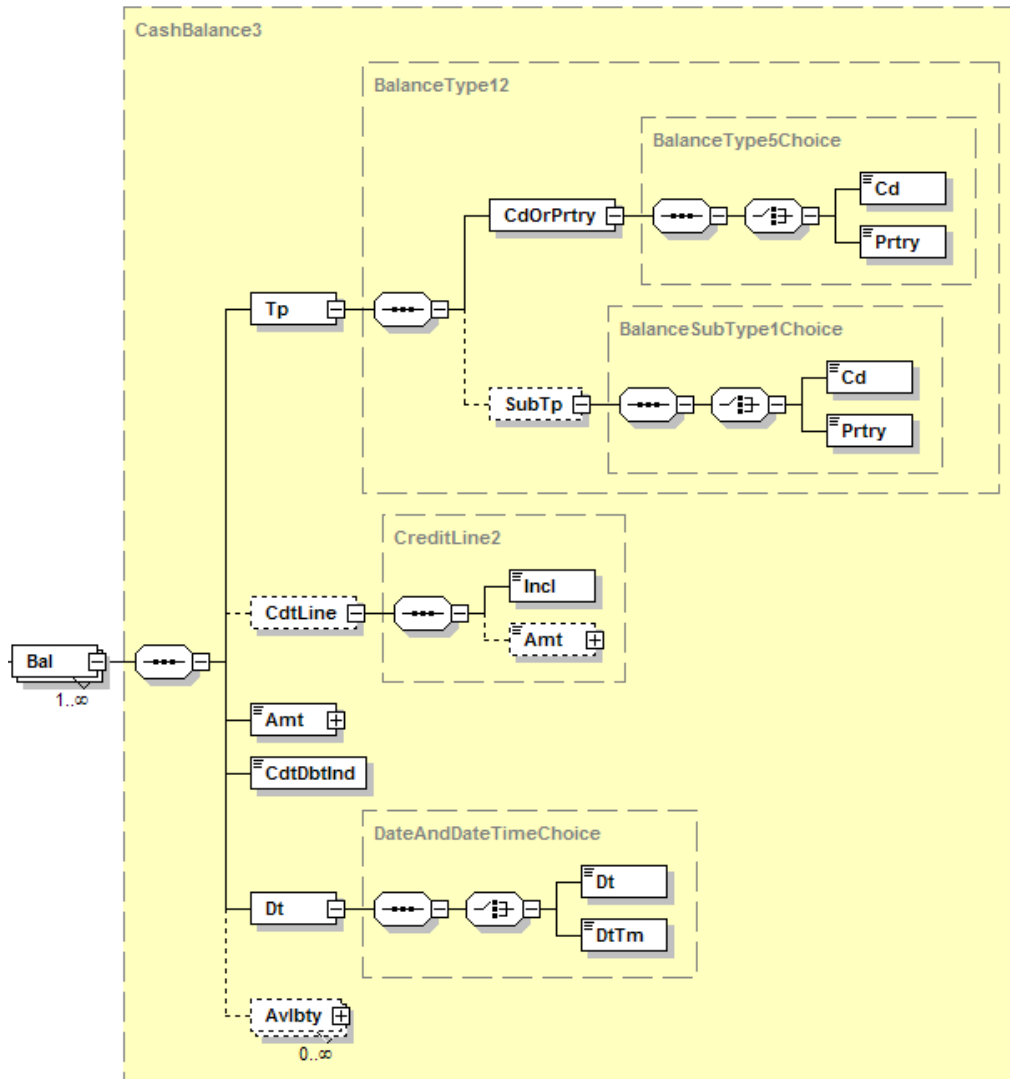 CashBalance3
BalanceType12
BalanceType5Choice
Cd
CdOrPrtry
Prtry
Tp
BalanceSubType1Choice
Cd
SubTp
Prtry
CreditLine2
Incl
CdtLine
Amt
Bal
1..∞
Amt
CdtDbtInd
DateAndDateTimeChoice
Dt
Dt
DtTm
Avlbty
0..∞